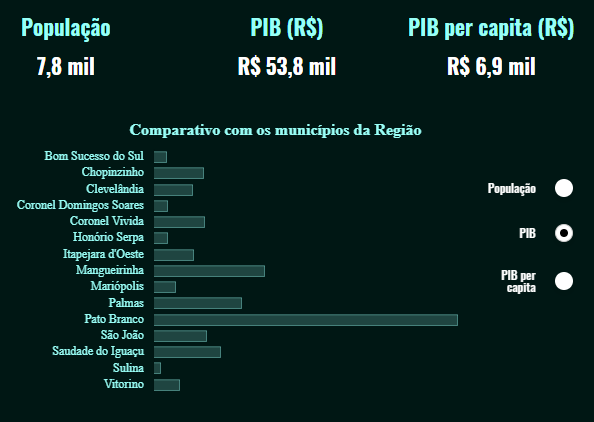 População
PIB (R$)
PIB per capita (R$)
7,8 mil
R$ 53,8 mil
R$ 6,9 mil
Comparativo com os municípios da Região
Bom Sucesso do Sul
Chopinzinho
Clevelândia
Coronel Domingos Soares
Coronel Vivida
Honório Serpa
Itapejara d'Oeste
Mangueirinha
Mariópolis
Palmas
Pato Branco
São João
Saudade do Iguaçu
Sulina
Vitorino
População
PIB
PIB per
capita